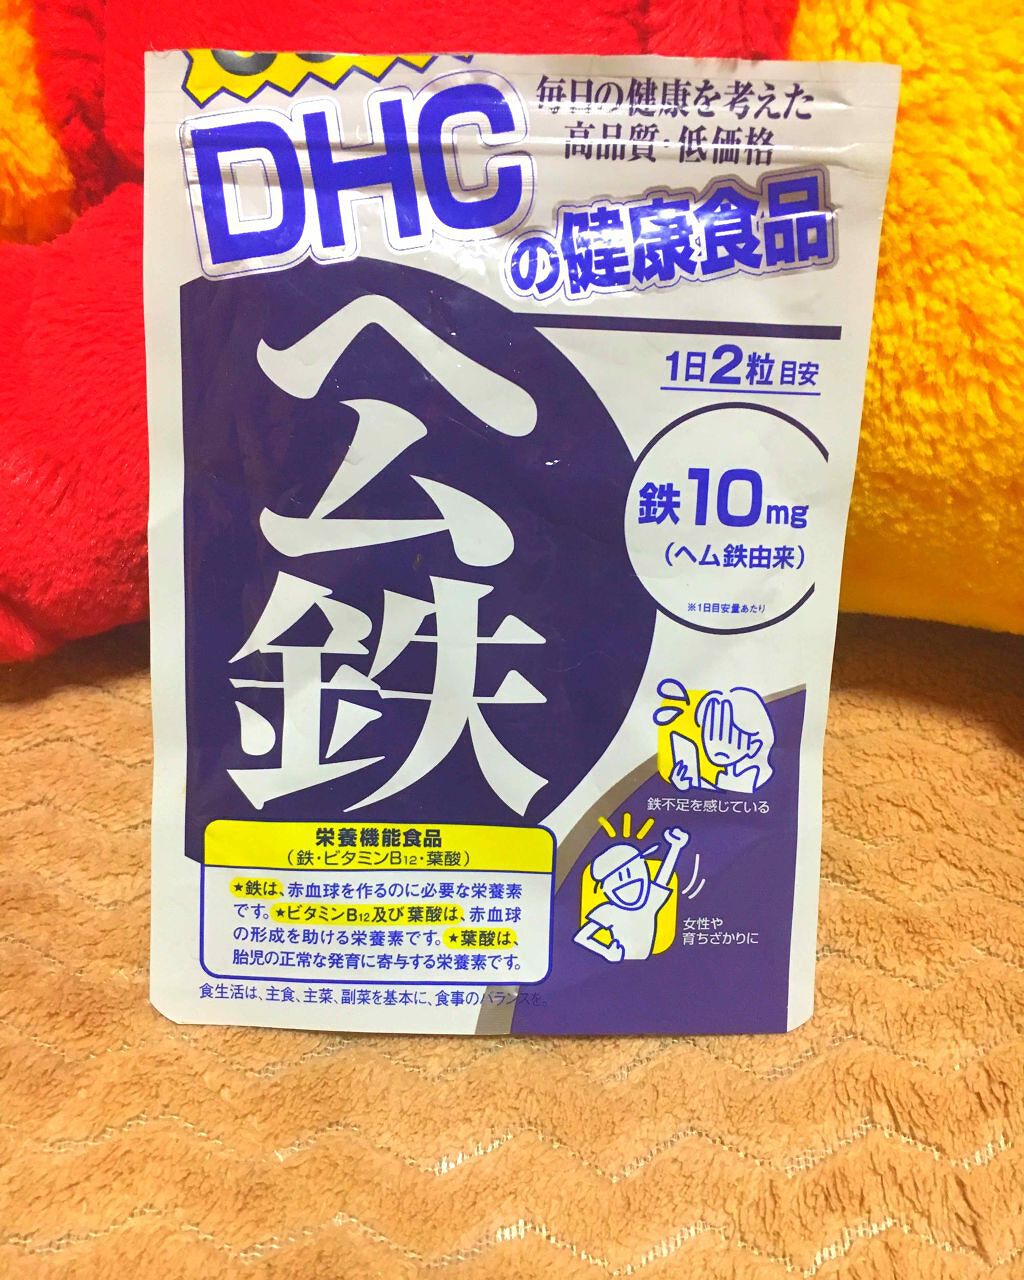 毎日の健康を考えた
高品質・低価格
DHC
の健康食品
ヘム鉄
1日2粒目安
鉄10mg
(ヘム鉄由来)
※1日目安量あたり
鉄不足を感じている
女性や
育ちざかりに
栄養機能食品
(鉄・ビタミンB12・葉酸)
★鉄は、赤血球を作るのに必要な栄養素
です。★ビタミンB12及び葉酸は、赤血球
の形成を助ける栄養素です。★葉酸は、
胎児の正常な発育に寄与する栄養素です。
食生活は、主食、主菜、副菜を基本に、食事のバランスを。